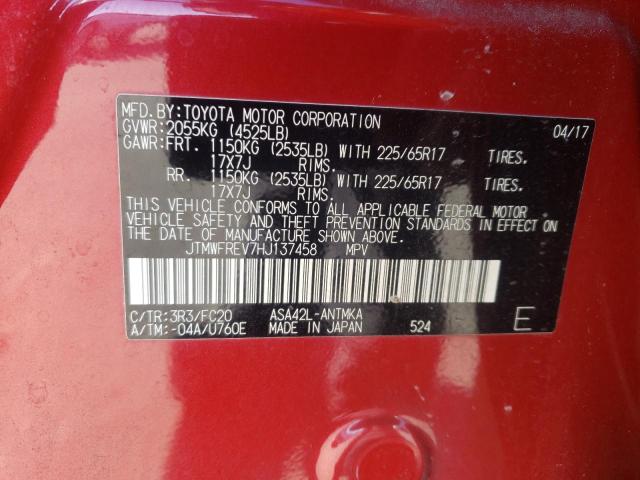 MFD.BY:TOYOTA MOTOR CORPORATION 04/17
GVWR:2055KG (4525LB)
GAWR:FRT. 1150KG (2535LB) WITH 225/65R17 TIRES.
17X7J RIMS.
RR. 1150KG (2535LB) WITH 225/65R17 TIRES.
17X7J RIMS.
THIS VEHICLE CONFORMS TO ALL APPLICABLE FEDERAL MOTOR
VEHICLE SAFETY AND THEFT PREVENTION STANDARDS IN EFFECT ON
THE DATE OF MANUFACTURE SHOWN ABOVE.
JTMWFREV7HJ137458 MPV
C/TR:3R3/FC20 ASA42L-ANTMKA
A/TM:-04A/U760E MADE IN JAPAN 524 E